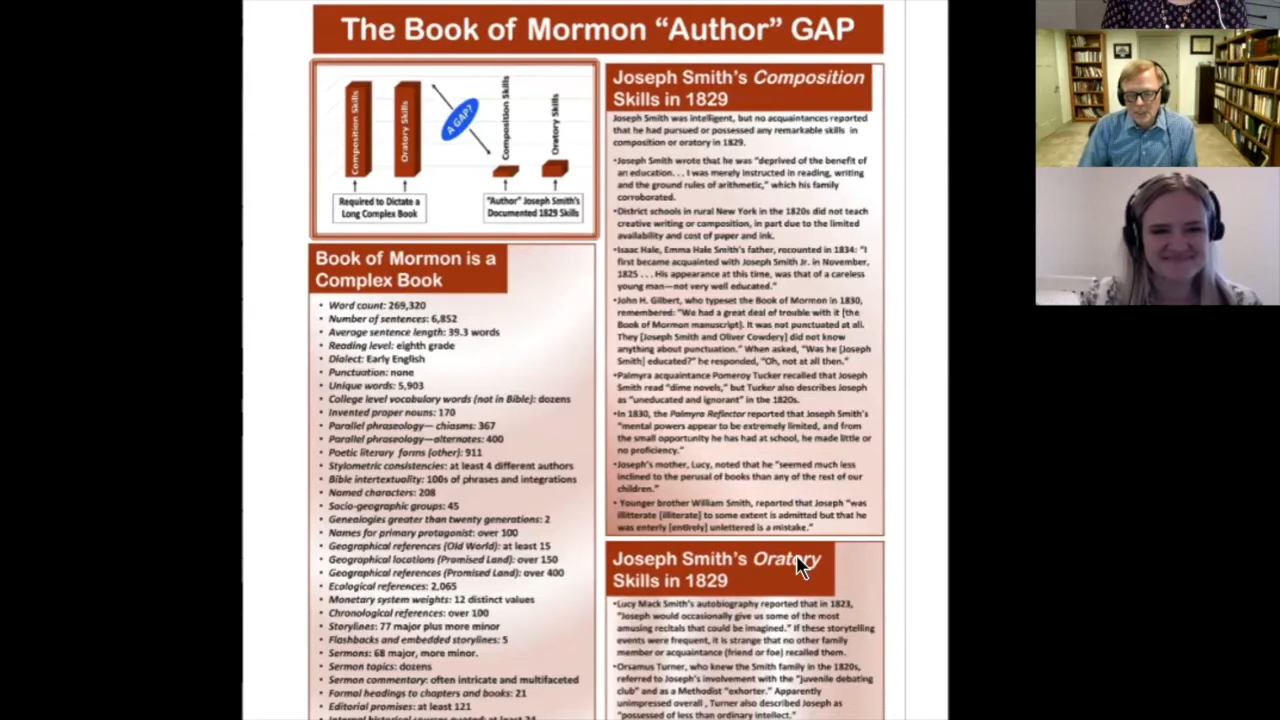 The Book of Mormon “Author” GAP
Composition Skills
Oratory Skills
A GAP?
Composition Skills
Oratory Skills
Required to Dictate a
Long Complex Book
"Author" Joseph Smith's
Documented 1829 Skills
Book of Mormon is a
Complex Book
• Word count: 269,320
• Number of sentences: 6,852
• Average sentence length: 39.3 words
• Reading level: eighth grade
• Dialect: Early English
• Punctuation: none
• Unique words: 5,903
• College level vocabulary words (not in Bible): dozens
• Invented proper nouns: 170
• Parallel phraseology— chiasms: 367
• Parallel phraseology—alternates: 400
• Poetic literary forms (other): 911
• Stylometric consistencies: at least 4 different authors
• Bible intertextuality: 100s of phrases and integrations
• Named characters: 208
• Socio-geographic groups: 45
• Genealogies greater than twenty generations: 2
• Names for primary protagonist: over 100
• Geographical references (Old World): at least 15
• Geographical locations (Promised Land): over 150
• Geographical references (Promised Land): over 400
• Ecological references: 2,065
• Monetary system weights: 12 distinct values
• Chronological references: over 100
• Storylines: 77 major plus more minor
• Flashbacks and embedded storylines: 5
• Sermons: 68 major, more minor.
• Sermon topics: dozens
• Sermon commentary: often intricate and multifaceted
• Formal headings to chapters and books: 21
• Editorial promises: at least 121
• Internal historical sources quoted: at least 24
Joseph Smith’s Composition
Skills in 1829
Joseph Smith was intelligent, but no acquaintances reported
that he had pursued or possessed any remarkable skills in
composition or oratory in 1829.
•Joseph Smith wrote that he was "deprived of the benefit of
an education. . . I was merely instructed in reading, writing
and the ground rules of arithmetic," which his family
corroborated.
•District schools in rural New York in the 1820s did not teach
creative writing or composition, in part due to the limited
availability and cost of paper and ink.
•Isaac Hale, Emma Hale Smith's father, recounted in 1834: "I
first became acquainted with Joseph Smith Jr. in November,
1825 . . . His appearance at this time, was that of a careless
young man—not very well educated."
•John H. Gilbert, who typeset the Book of Mormon in 1830,
remembered: "We had a great deal of trouble with it [the
Book of Mormon manuscript]. It was not punctuated at all.
They [Joseph Smith and Oliver Cowdery] did not know
anything about punctuation." When asked, "Was he [Joseph
Smith] educated?" he responded, "Oh, not at all then."
•Palmyra acquaintance Pomeroy Tucker recalled that Joseph
Smith read "dime novels," but Tucker also describes Joseph
as "uneducated and ignorant" in the 1820s.
•In 1830, the Palmyra Reflector reported that Joseph Smith's
"mental powers appear to be extremely limited, and from
the small opportunity he has had at school, he made little or
no proficiency."
•Joseph's mother, Lucy, noted that he "seemed much less
inclined to the perusal of books than any of the rest of our
children."
• Younger brother William Smith, reported that Joseph "was
illitterate [illiterate] to some extent is admitted but that he
was enterly [entirely] unlettered is a mistake."
Joseph Smith’s Oratory
Skills in 1829
•Lucy Mack Smith's autobiography reported that in 1823,
"Joseph would occasionally give us some of the most
amusing recitals that could be imagined." If these storytelling
events were frequent, it is strange that no other family
member or acquaintance (friend or foe) recalled them.
•Orsamus Turner, who knew the Smith family in the 1820s,
referred to Joseph's involvement with the "juvenile debating
club" and as a Methodist "exhorter." Apparently
unimpressed overall , Turner also described Joseph as
"possessed of less than ordinary intellect."